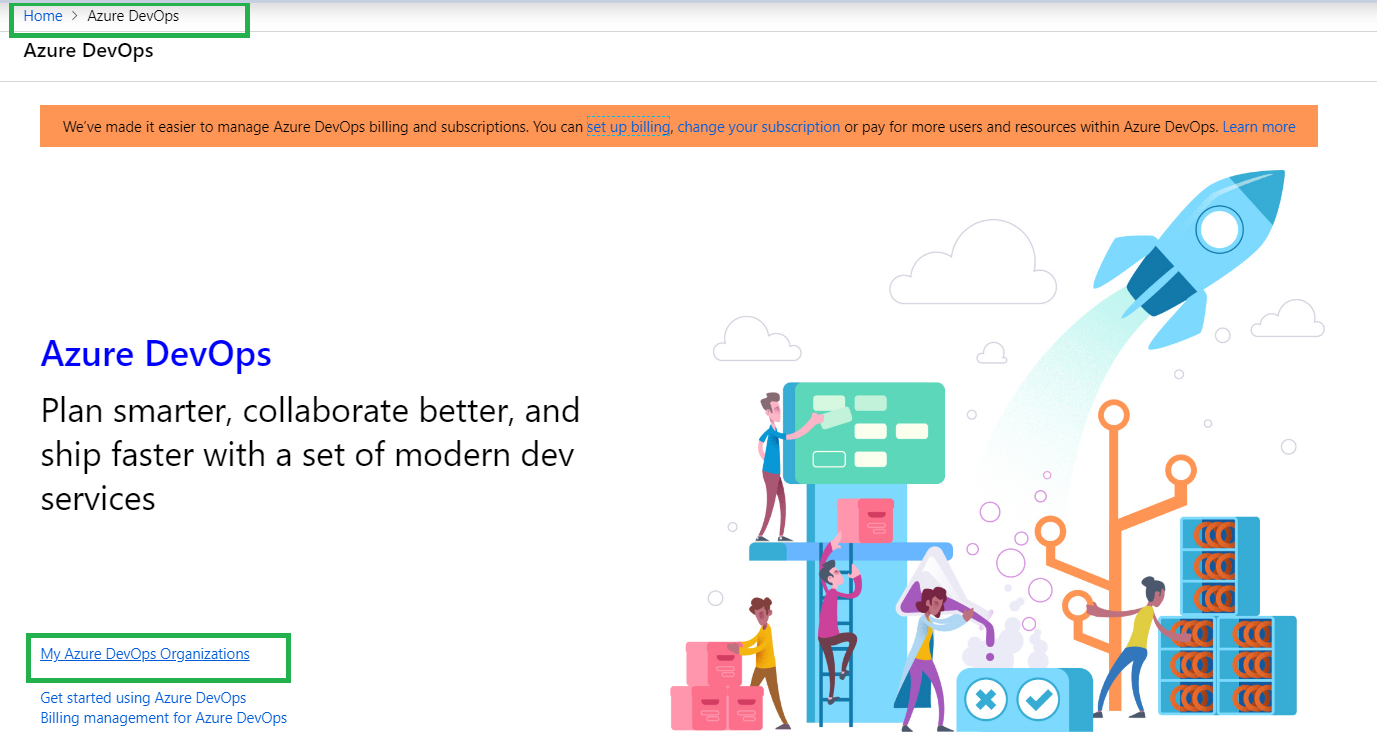 Home > Azure DevOps
Azure DevOps
We've made it easier to manage Azure DevOps billing and subscriptions. You can set up billing, change your subscription or pay for more users and resources within Azure DevOps. Learn more
Azure DevOps
Plan smarter, collaborate better, and
ship faster with a set of modern dev
services
My Azure DevOps Organizations
Get started using Azure DevOps
Billing management for Azure DevOps